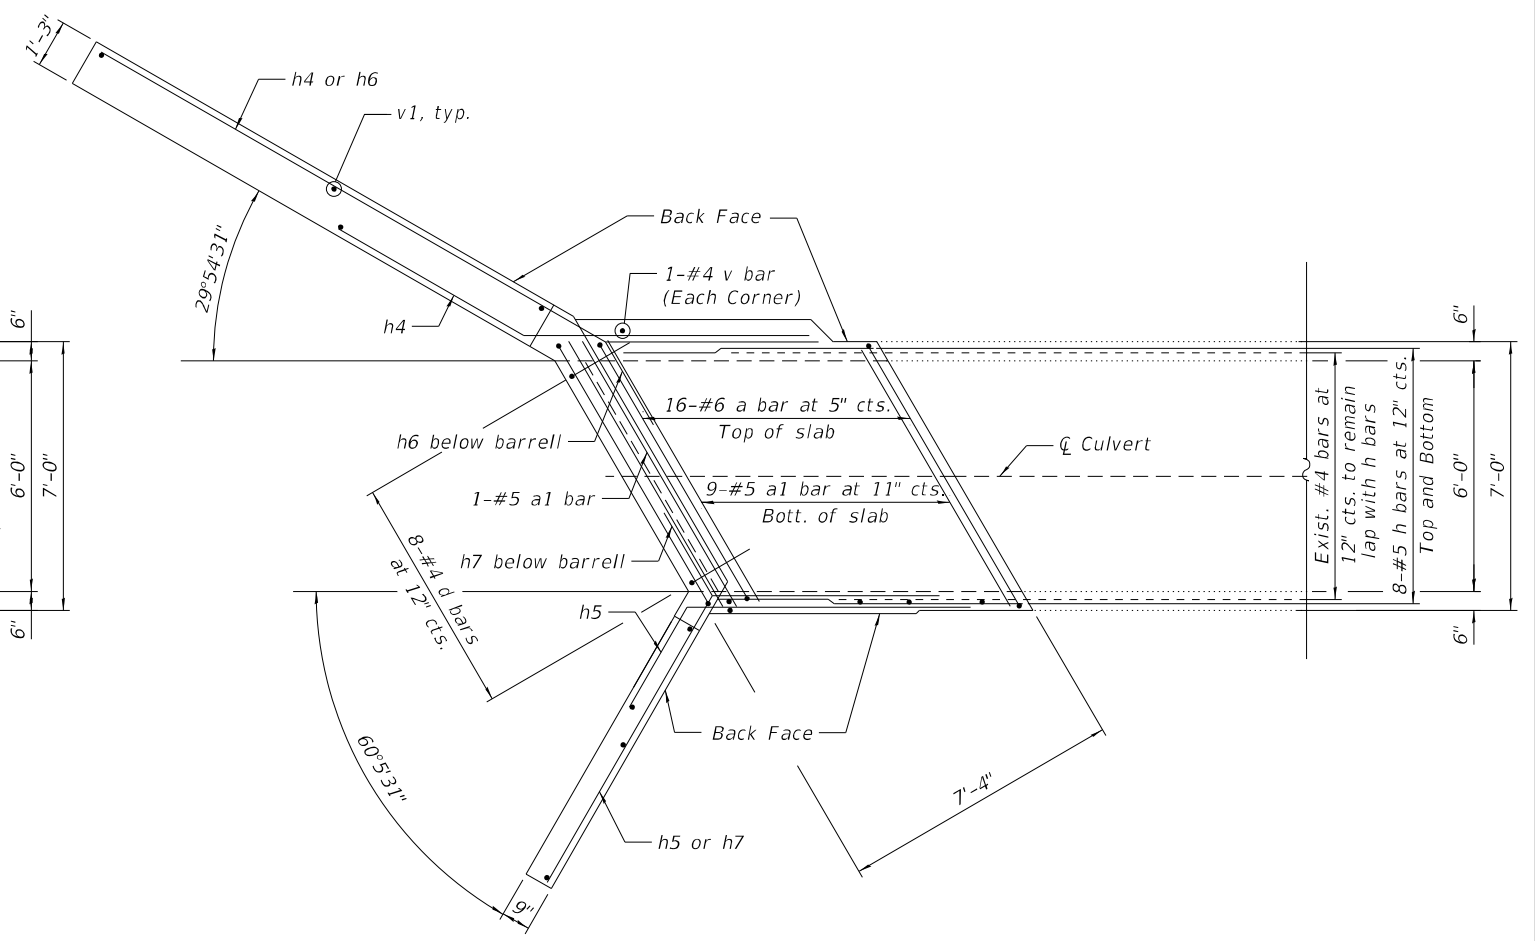 1'-3"
h4 or h6
v1, typ.
Back Face
29°54'31"
1-#4 v bar
(Each Corner)
h4
6"
6'-0"
7'-0"
6"
16-#6 a bar at 5" cts.
Top of slab
h6 below barrell
℄ Culvert
1-#5 a1 bar
9-#5 a1 bar at 11" cts.
Bott. of slab
h7 below barrell
8-#4 d bars
at 12" cts.
h5
Exist. #4 bars at
12" cts. to remain
lap with h bars
8-#5 h bars at 12" cts.
Top and Bottom
6"
6'-0"
7'-0"
6"
Back Face
60°5'31"
7'-4"
h5 or h7
9"